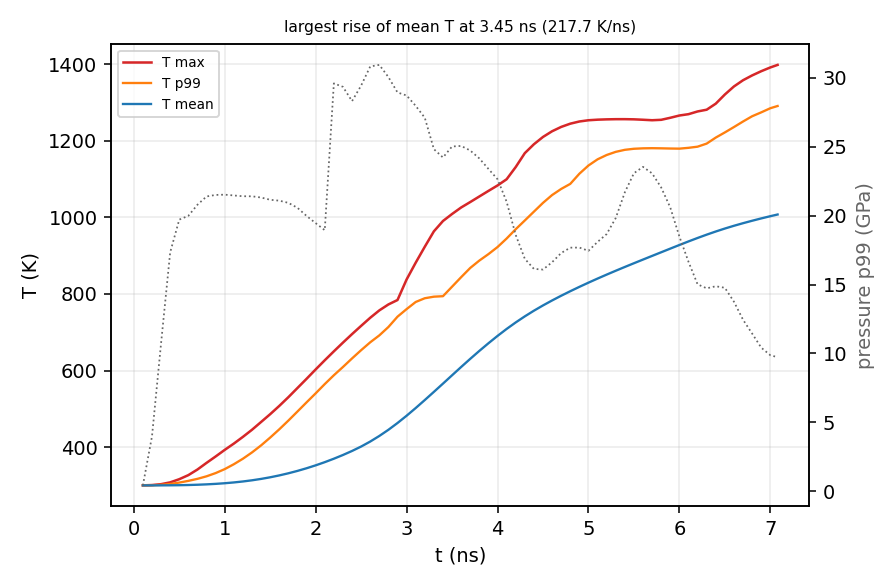 largest rise of mean T at 3.45 ns (217.7 K/ns)
T max
T p99
T mean
1400
1200
1000
800
600
400
T (K)
30
25
20
15
10
5
0
pressure p99 (GPa)
0 1 2 3 4 5 6 7
t (ns)